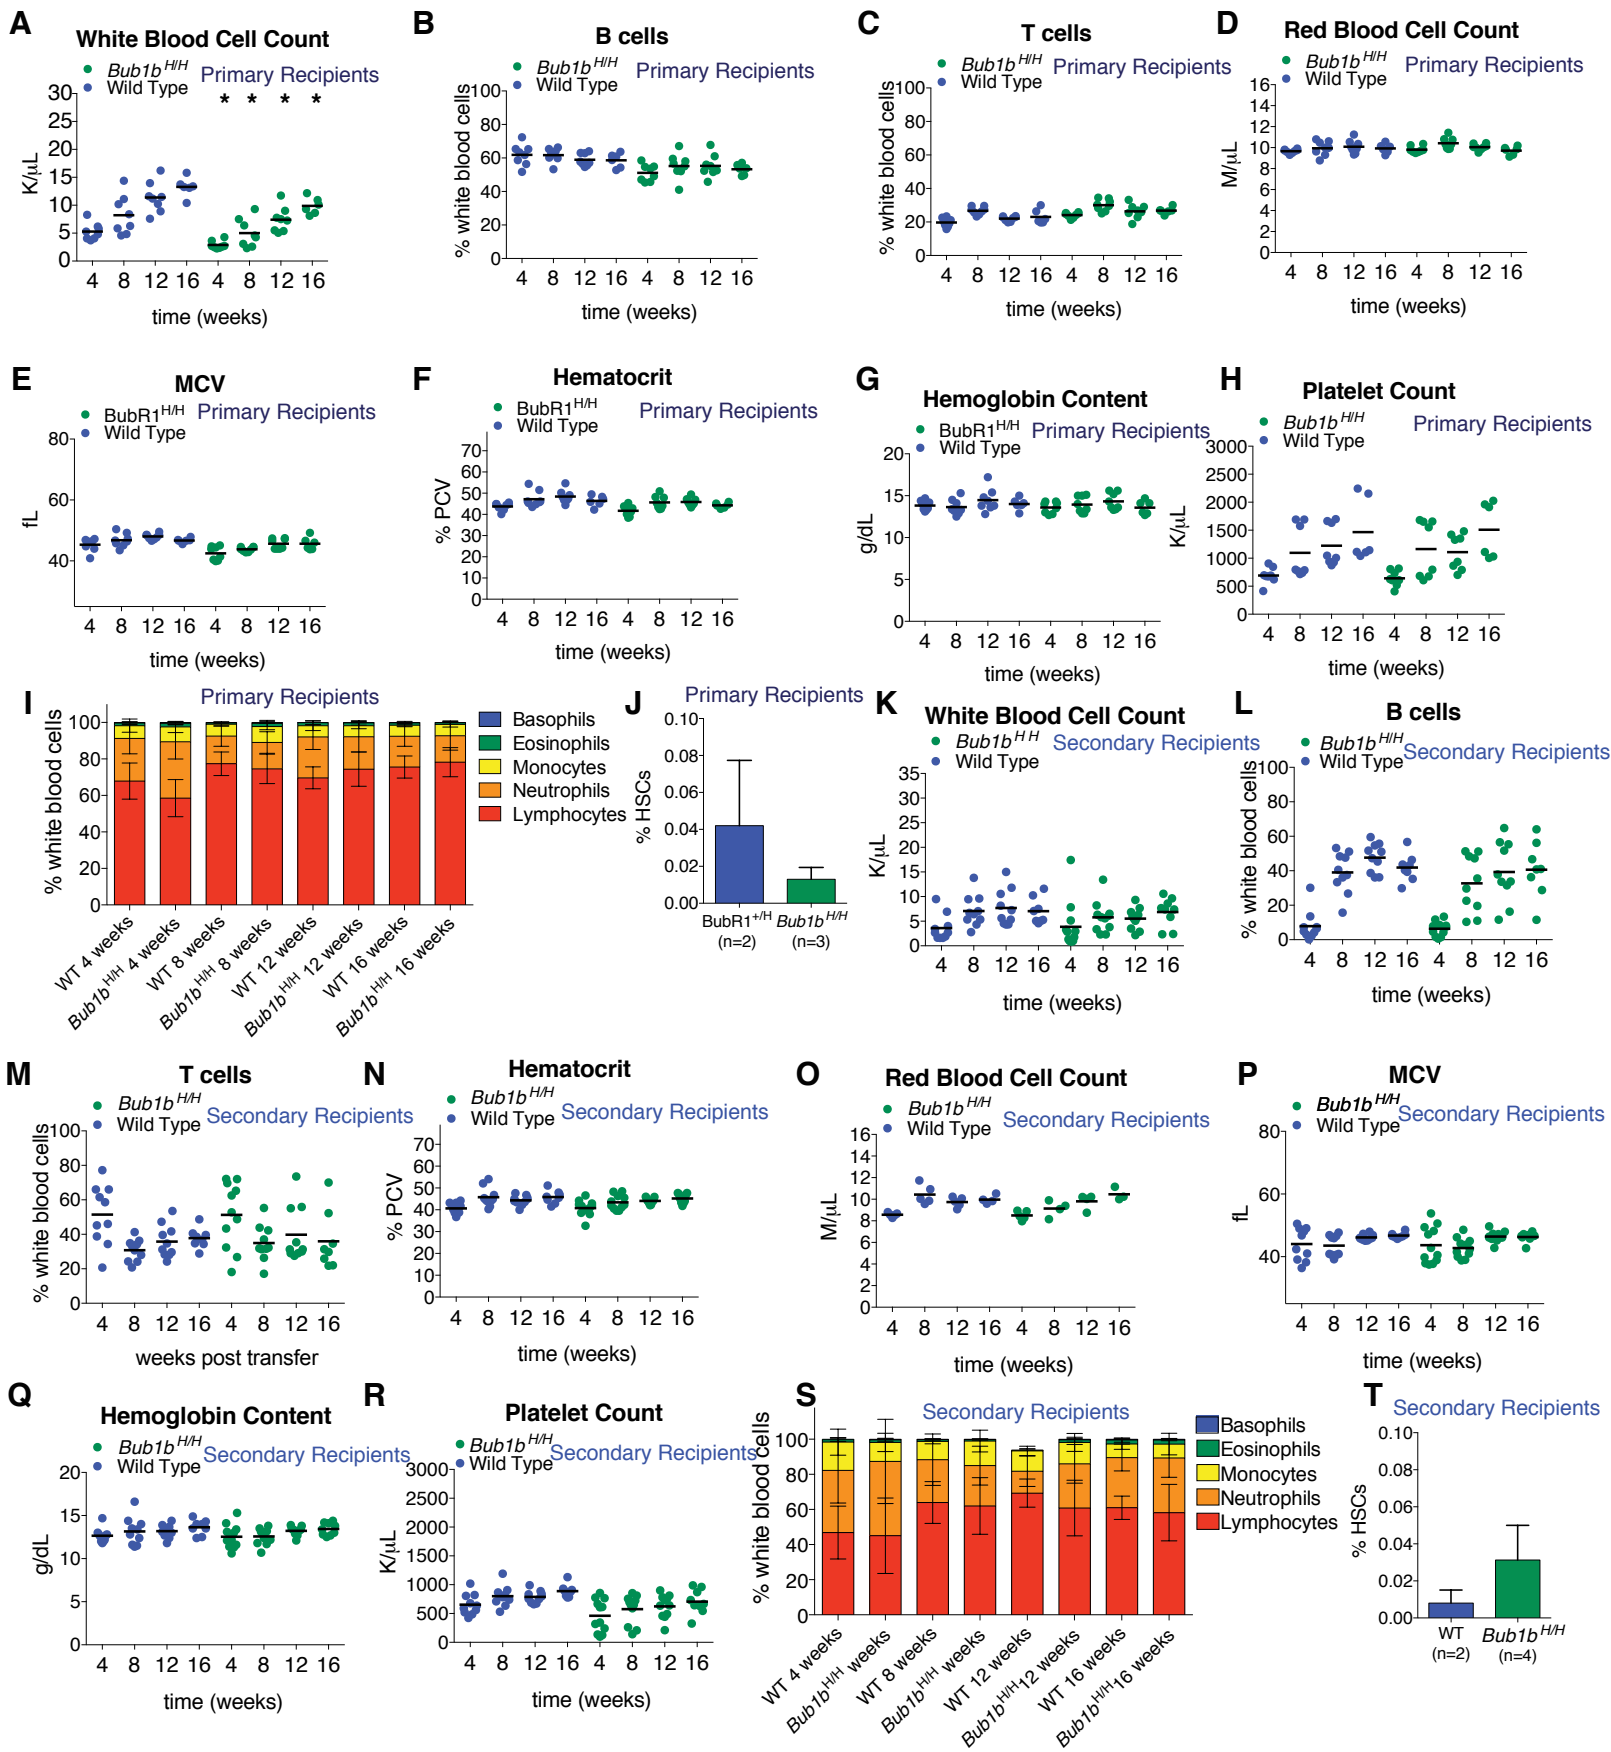 A
White Blood Cell Count
Bub1b H/H
Wild Type
Primary Recipients
* * * *
K/μL
30
25
20
15
10
5
0
4 8 12 16 4 8 12 16
time (weeks)
B
B cells
Bub1b H/H
Wild Type
Primary Recipients
% white blood cells
100
80
60
40
20
0
4 8 12 16 4 8 12 16
time (weeks)
C
T cells
Bub1b H/H
Wild Type
Primary Recipients
% white blood cells
100
80
60
40
20
0
4 8 12 16 4 8 12 16
time (weeks)
D
Red Blood Cell Count
Bub1b H/H
Wild Type
Primary Recipients
M/μL
16
14
12
10
8
6
4
2
0
4 8 12 16 4 8 12 16
time (weeks)
E
MCV
BubR1H/H
Wild Type
Primary Recipients
fL
80
60
40
4 8 12 16 4 8 12 16
time (weeks)
F
Hematocrit
BubR1H/H
Wild Type
Primary Recipients
% PCV
70
60
50
40
30
20
10
0
4 8 12 16 4 8 12 16
time (weeks)
G
Hemoglobin Content
BubR1H/H
Wild Type
Primary Recipients
g/dL
20
15
10
5
0
4 8 12 16 4 8 12 16
time (weeks)
H
Platelet Count
Bub1b H/H
Wild Type
Primary Recipients
K/μL
3000
2500
2000
1500
1000
500
0
4 8 12 16 4 8 12 16
time (weeks)
I
Primary Recipients
% white blood cells
100
80
60
40
20
0
Basophils
Eosinophils
Monocytes
Neutrophils
Lymphocytes
WT 4 weeks
Bub1b H/H 4 weeks
WT 8 weeks
Bub1b H/H 8 weeks
WT 12 weeks
Bub1b H/H 12 weeks
WT 16 weeks
Bub1b H/H 16 weeks
J
Primary Recipients
% HSCs
0.10
0.08
0.06
0.04
0.02
0.00
BubR1+/H
(n=2)
Bub1b H/H
(n=3)
K
White Blood Cell Count
Bub1b H H
Wild Type
Secondary Recipients
K/μL
35
30
25
20
15
10
5
0
4 8 12 16 4 8 12 16
time (weeks)
L
B cells
Bub1b H/H
Wild Type
Secondary Recipients
% white blood cells
100
80
60
40
20
0
4 8 12 16 4 8 12 16
time (weeks)
M
T cells
Bub1b H/H
Wild Type
Secondary Recipients
% white blood cells
100
80
60
40
20
0
4 8 12 16 4 8 12 16
weeks post transfer
N
Hematocrit
Bub1b H/H
Wild Type
Secondary Recipients
% PCV
70
60
50
40
30
20
10
0
4 8 12 16 4 8 12 16
time (weeks)
O
Red Blood Cell Count
Bub1b H/H
Wild Type
Secondary Recipients
M/μL
16
14
12
10
8
6
4
2
0
4 8 12 16 4 8 12 16
time (weeks)
P
MCV
Bub1b H/H
Wild Type
Secondary Recipients
fL
80
60
40
4 8 12 16 4 8 12 16
time (weeks)
Q
Hemoglobin Content
Bub1b H/H
Wild Type
Secondary Recipients
g/dL
20
15
10
5
0
4 8 12 16 4 8 12 16
time (weeks)
R
Platelet Count
Bub1b H/H
Wild Type
Secondary Recipients
K/μL
3000
2500
2000
1500
1000
500
0
4 8 12 16 4 8 12 16
time (weeks)
S
Secondary Recipients
% white blood cells
100
80
60
40
20
0
Basophils
Eosinophils
Monocytes
Neutrophils
Lymphocytes
WT 4 weeks
Bub1b H/H weeks
WT 8 weeks
Bub1b H/H weeks
WT 12 weeks
Bub1b H/H 12 weeks
WT 16 weeks
Bub1b H/H 16 weeks
T
Secondary Recipients
% HSCs
0.10
0.08
0.06
0.04
0.02
0.00
WT
(n=2)
Bub1b H/H
(n=4)